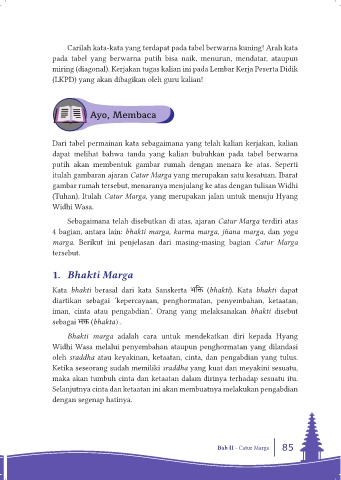 Carilah kata-kata yang terdapat pada tabel berwarna kuning! Arah kata
pada tabel yang berwarna putih bisa naik, menurun, mendatar, ataupun
miring (diagonal). Kerjakan tugas kalian ini pada Lembar Kerja Peserta Didik
(LKPD) yang akan dibagikan oleh guru kalian!
Ayo, Membaca
Dari tabel permainan kata sebagaimana yang telah kalian kerjakan, kalian
dapat melihat bahwa tanda yang kalian bubuhkan pada tabel berwarna
putih akan membentuk gambar rumah dengan menara ke atas. Seperti
itulah gambaran ajaran Catur Marga yang merupakan satu kesatuan. Ibarat
gambar rumah tersebut, menaranya menjulang ke atas dengan tulisan Widhi
(Tuhan). Itulah Catur Marga, yang merupakan jalan untuk menuju Hyang
Widhi Wasa.
Sebagaimana telah disebutkan di atas, ajaran Catur Marga terdiri atas
4 bagian, antara lain: bhakti marga, karma marga, jñana marga, dan yoga
marga. Berikut ini penjelasan dari masing-masing bagian Catur Marga
tersebut.
1. Bhakti Marga
Kata bhakti berasal dari kata Sanskerta भक्ति (bhakti). Kata bhakti dapat
diartikan sebagai ‘kepercayaan, penghormatan, penyembahan, ketaatan,
iman, cinta atau pengabdian’. Orang yang melaksanakan bhakti disebut
sebagai भक्त (bhakta) .
Bhakti marga adalah cara untuk mendekatkan diri kepada Hyang
Widhi Wasa melalui penyembahan ataupun penghormatan yang dilandasi
oleh sraddha atau keyakinan, ketaatan, cinta, dan pengabdian yang tulus.
Ketika seseorang sudah memiliki sraddha yang kuat dan meyakini sesuatu,
maka akan tumbuh cinta dan ketaatan dalam dirinya terhadap sesuatu itu.
Selanjutnya cinta dan ketaatan ini akan membuatnya melakukan pengabdian
dengan segenap hatinya.
Bab II - Catur Marga 85